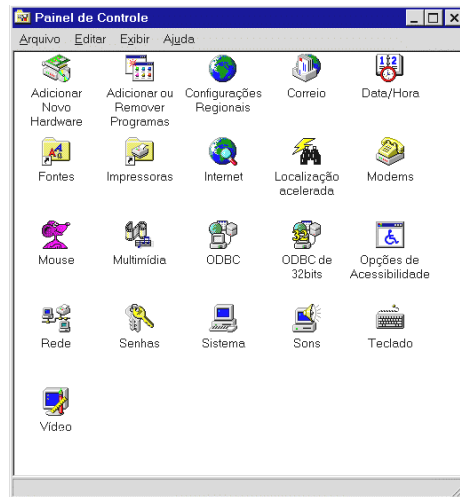 Painel de Controle
Arquivo Editar Exibir Ajuda
Adicionar Novo Hardware
Adicionar ou Remover Programas
Configurações Regionais
Correio
Data/Hora
Fontes
Impressoras
Internet
Localização acelerada
Modems
Mouse
Multimídia
ODBC
ODBC de 32bits
Opções de Acessibilidade
Rede
Senhas
Sistema
Sons
Teclado
Vídeo